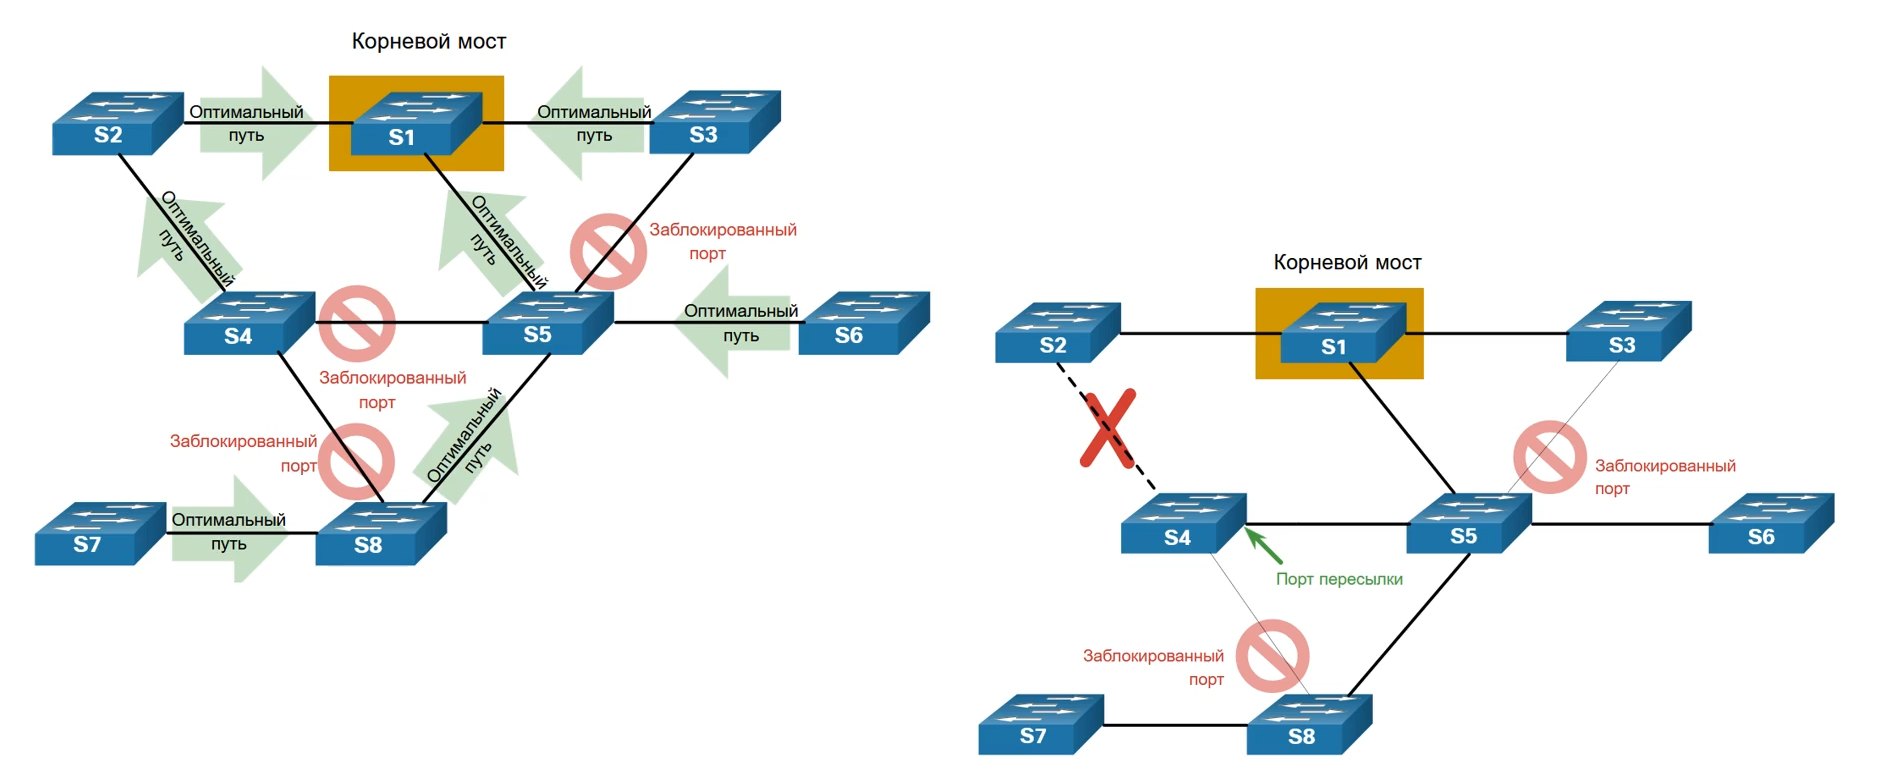 Корневой мост
S2
Оптимальный
путь
S1
Оптимальный
путь
S3
Оптимальный
путь
Оптимальный
путь
Заблокированный
порт
S4
S5
Оптимальный
путь
S6
Заблокированный
порт
Заблокированный
порт
Оптимальный
путь
S7
Оптимальный
путь
S8
Корневой мост
S2
S1
S3
Заблокированный
порт
S4
S5
S6
Порт пересылки
Заблокированный
порт
S7
S8